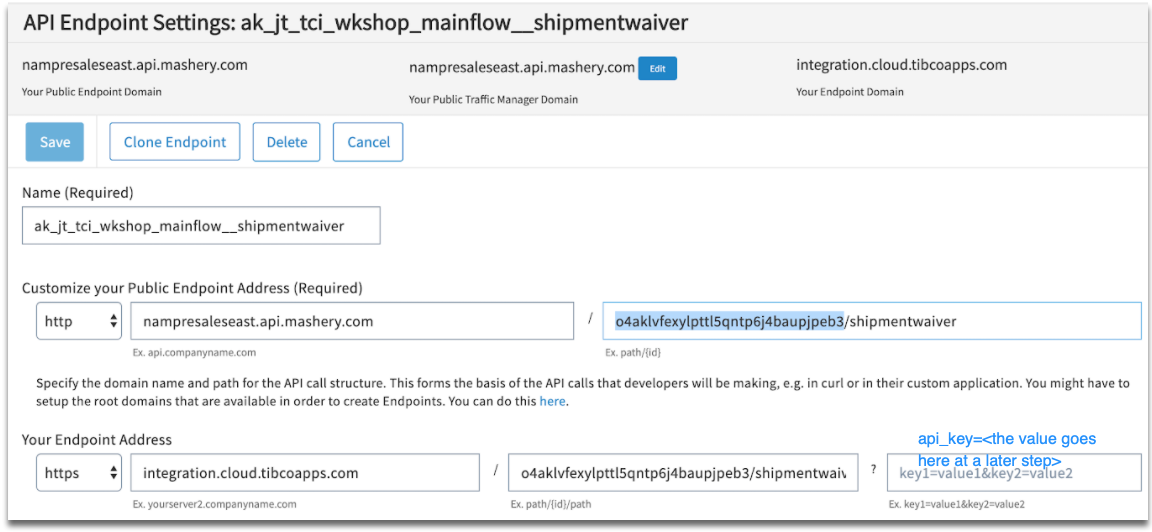 API Endpoint Settings: ak_jt_tci_wkshop_mainflow__shipmentwaiver
nampresaleseast.api.mashery.com
Your Public Endpoint Domain
nampresaleseast.api.mashery.com Edit
Your Public Traffic Manager Domain
integration.cloud.tibcoapps.com
Your Endpoint Domain
Save Clone Endpoint Delete Cancel
Name (Required)
ak_jt_tci_wkshop_mainflow__shipmentwaiver
Customize your Public Endpoint Address (Required)
http nampresaleseast.api.mashery.com / o4aklvfexylpttl5qntp6j4baupjpeb3/shipmentwaiver
Ex. api.companyname.com Ex. path/{id}
Specify the domain name and path for the API call structure. This forms the basis of the API calls that developers will be making, e.g. in curl or in their custom application. You might have to
setup the root domains that are available in order to create Endpoints. You can do this here.
Your Endpoint Address
api_key=<the value goes
here at a later step>
https integration.cloud.tibcoapps.com / o4aklvfexylpttl5qntp6j4baupjpeb3/shipmentwaiv ? key1=value1&key2=value2
Ex. yourserver2.companyname.com Ex. path/{id}/path Ex. key1=value1&key2=value2